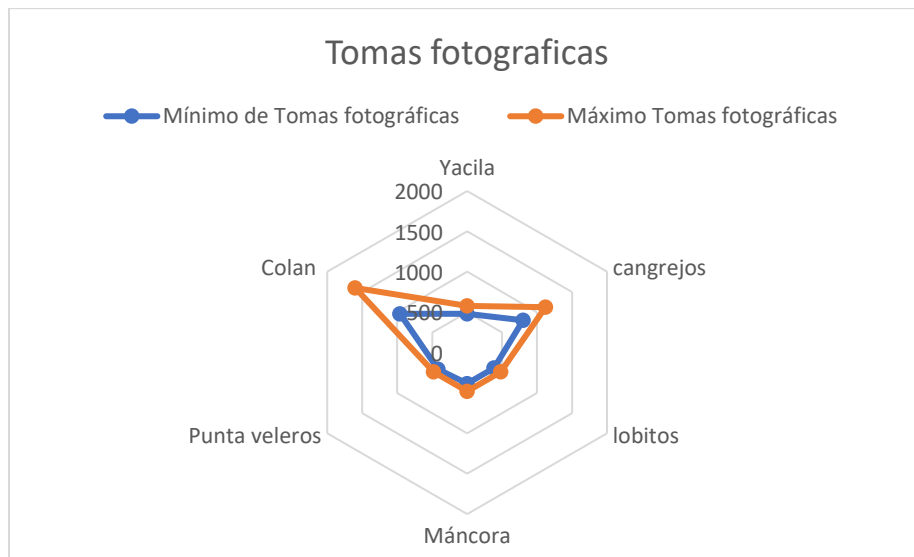 Tomas fotograficas
Mínimo de Tomas fotográficas
Máximo Tomas fotográficas
Yacila
2000
1500
1000
500
0
Colan
cangrejos
Punta veleros
lobitos
Máncora